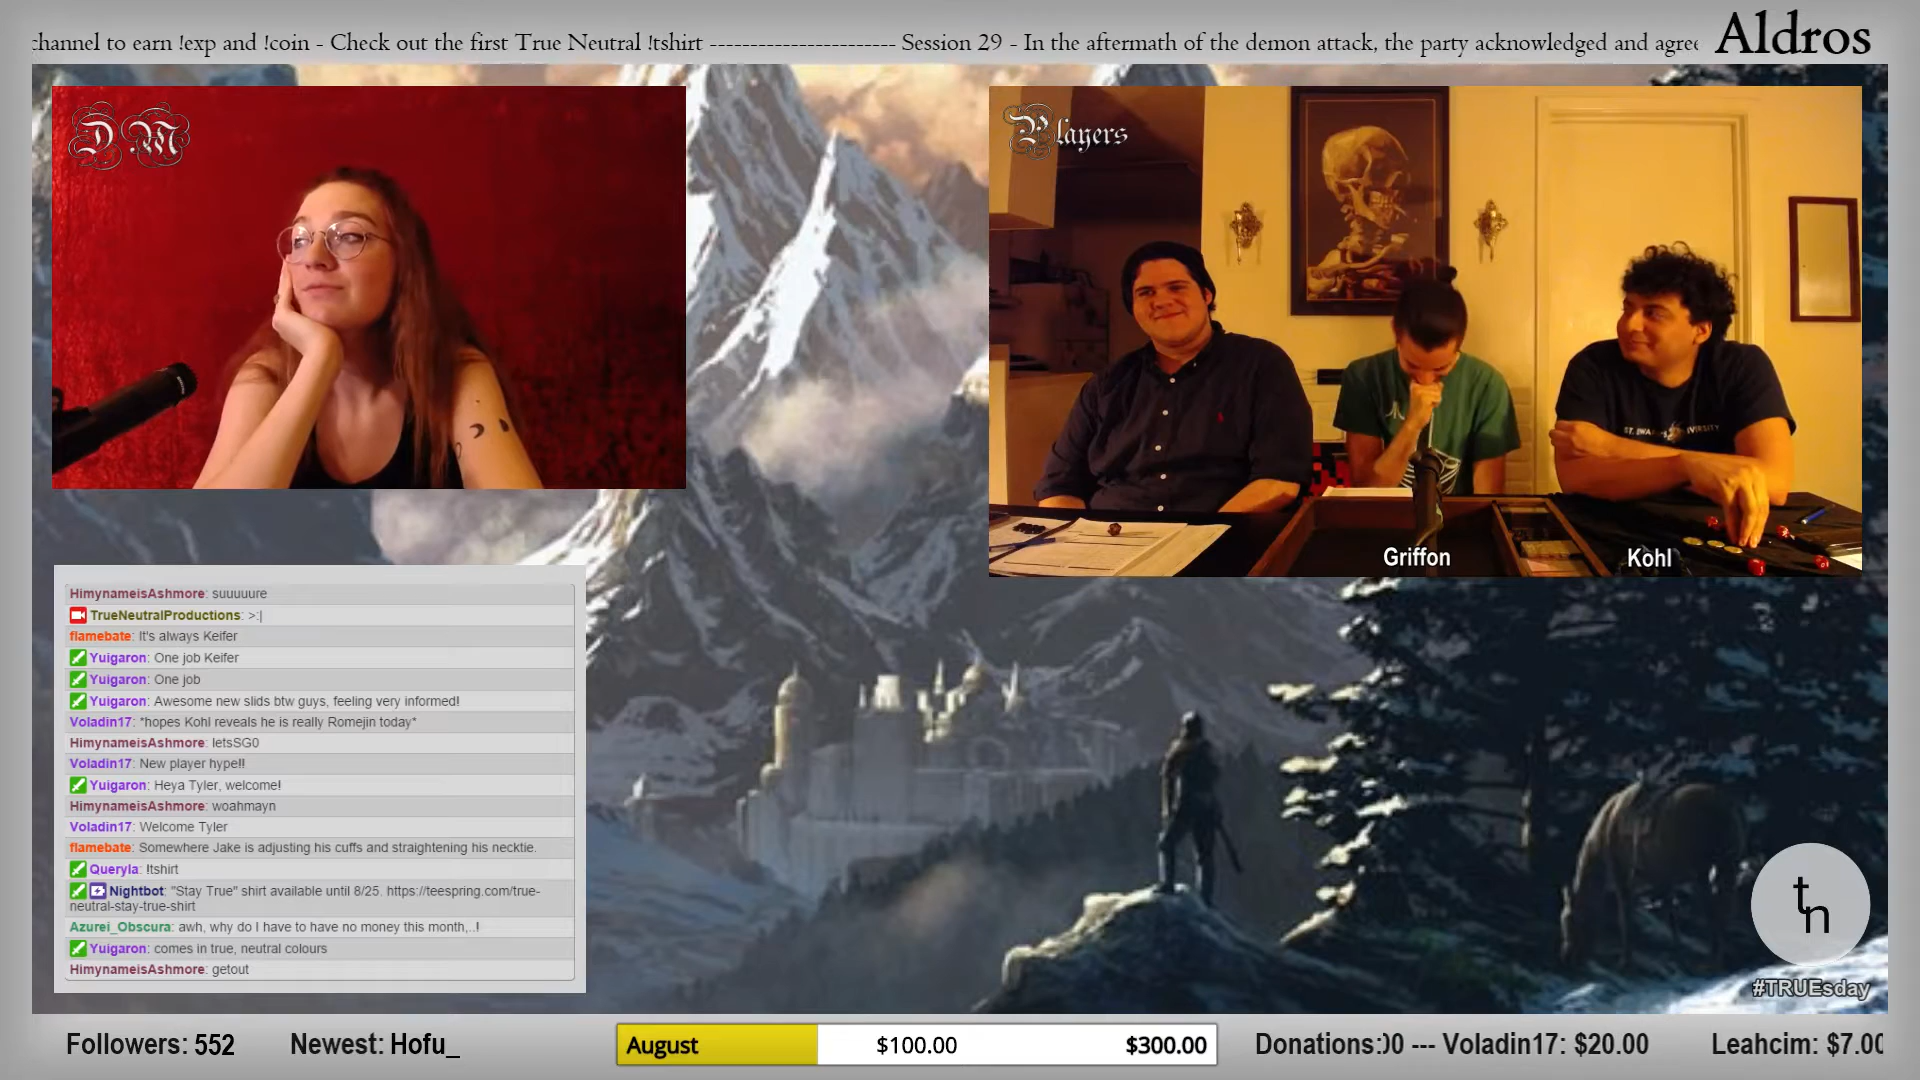 channel to earn !exp and !coin - Check out the first True Neutral !tshirt ----------------------- Session 29 - In the aftermath of the demon attack, the party acknowledged and agree
Aldros
DM
Players
Griffon
Kohl
HimynameisAshmore: suuuuure
TrueNeutralProductions: >:|
flamebate: It's always Keifer
Yuigaron: One job Keifer
Yuigaron: One job
Yuigaron: Awesome new slids btw guys, feeling very informed!
Voladin17: *hopes Kohl reveals he is really Romejin today*
HimynameisAshmore: letsSG0
Voladin17: New player hype!!
Yuigaron: Heya Tyler, welcome!
HimynameisAshmore: woahmayn
Voladin17: Welcome Tyler
flamebate: Somewhere Jake is adjusting his cuffs and straightening his necktie.
Queryla: !tshirt
Nightbot: "Stay True" shirt available until 8/25. https://teespring.com/true-
neutral-stay-true-shirt
Azurei_Obscura: awh, why do I have to have no money this month,..!
Yuigaron: comes in true, neutral colours
HimynameisAshmore: getout
tn
#TRUEsday
Followers: 552
Newest: Hofu_
August $100.00 $300.00
Donations:00 --- Voladin17: $20.00 Leahcim: $7.00